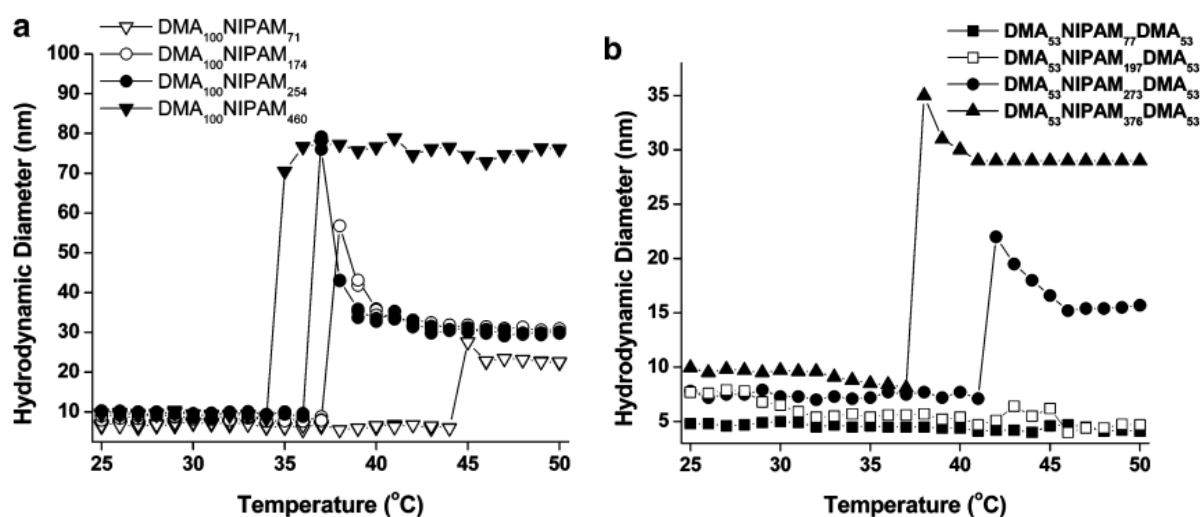 a
DMA₁₀₀NIPAM₇₁
DMA₁₀₀NIPAM₁₇₄
DMA₁₀₀NIPAM₂₅₄
DMA₁₀₀NIPAM₄₆₀
Hydrodynamic Diameter (nm)
100
90
80
70
60
50
40
30
20
10
25 30 35 40 45 50
Temperature (°C)
b
DMA₅₃NIPAM₇₇DMA₅₃
DMA₅₃NIPAM₁₉₇DMA₅₃
DMA₅₃NIPAM₂₇₃DMA₅₃
DMA₅₃NIPAM₃₇₆DMA₅₃
Hydrodynamic Diameter (nm)
35
30
25
20
15
10
5
25 30 35 40 45 50
Temperature (°C)